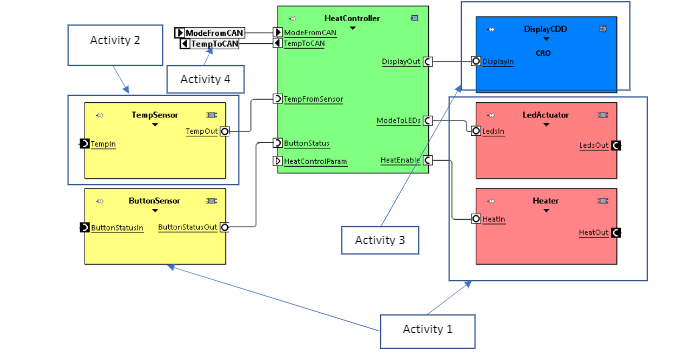 HeatController
ModeFromCAN
TempToCAN
ModeFromCAN
TempToCAN
DisplayOut
TempFromSensor
ModeToLEDs
ButtonStatus
HeatControlParam
HeatEnable
DisplayCDD
CRO
DisplayIn
Activity 2
Activity 4
TempSensor
TempOut
TempIn
LedActuator
LedsIn
LedsOut
ButtonSensor
ButtonStatusIn
ButtonStatusOut
Heater
HeatIn
HeatOut
Activity 3
Activity 1